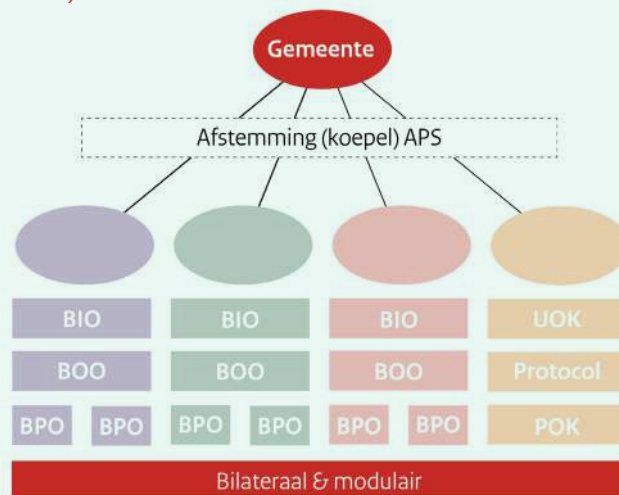 Gemeente
Afstemming (koepel) APS
BIO BIO BIO UOK
BOO BOO BOO Protocol
BPO BPO BPO BPO BPO BPO POK
Bilateraal & modulair